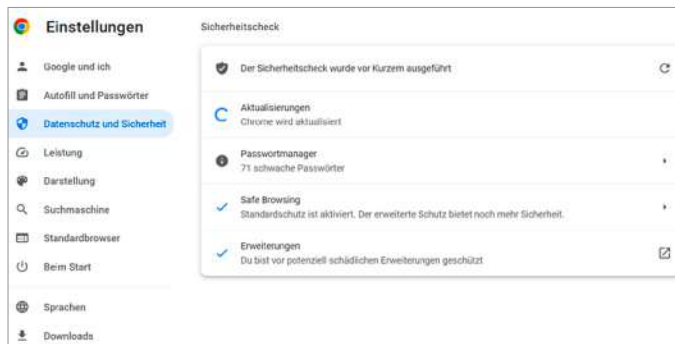 Einstellungen
Google und ich
Autofill und Passwörter
Datenschutz und Sicherheit
Leistung
Darstellung
Suchmaschine
Standardbrowser
Beim Start
Sprachen
Downloads
Sicherheitscheck
Der Sicherheitscheck wurde vor Kurzem ausgeführt
Aktualisierungen
Chrome wird aktualisiert
Passwortmanager
71 schwache Passwörter
Safe Browsing
Standardschutz ist aktiviert. Der erweiterte Schutz bietet noch mehr Sicherheit.
Erweiterungen
Du bist vor potenziell schädlichen Erweiterungen geschützt